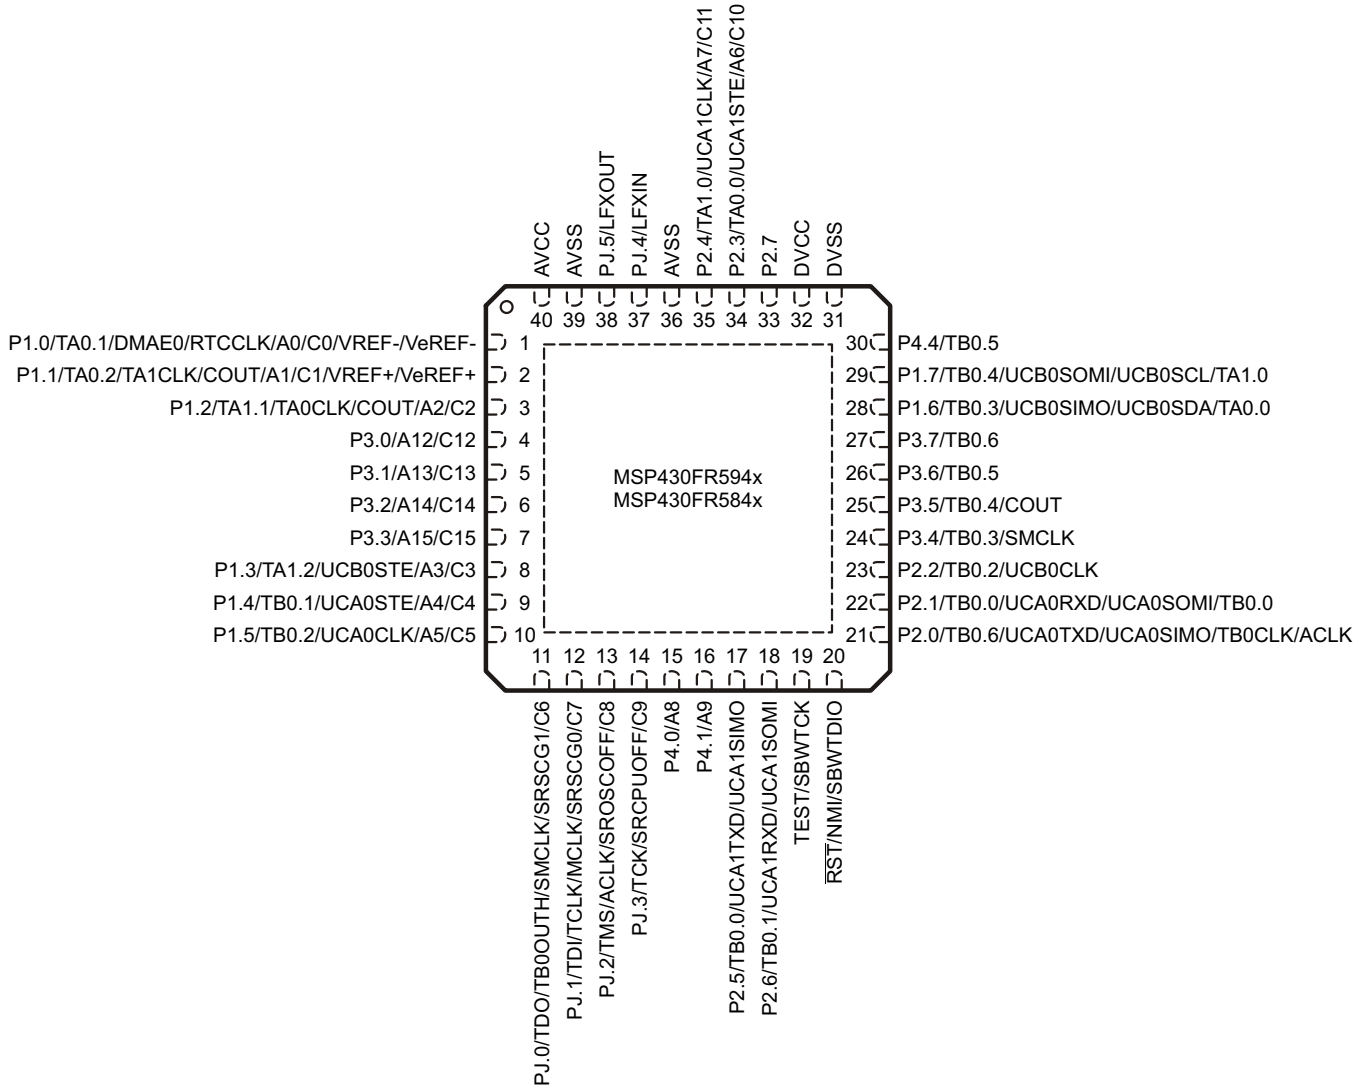 P2.4/TA1.0/UCA1CLK/A7/C11
P2.3/TA0.0/UCA1STE/A6/C10
AVCC
AVSS
PJ.5/LFXOUT
PJ.4/LFXIN
AVSS
P2.7
DVCC
DVSS
40 39 38 37 36 35 34 33 32 31
P1.0/TA0.1/DMAE0/RTCCLK/A0/C0/VREF-/VeREF- 1
P1.1/TA0.2/TA1CLK/COUT/A1/C1/VREF+/VeREF+ 2
P1.2/TA1.1/TA0CLK/COUT/A2/C2 3
P3.0/A12/C12 4
P3.1/A13/C13 5
P3.2/A14/C14 6
P3.3/A15/C15 7
P1.3/TA1.2/UCB0STE/A3/C3 8
P1.4/TB0.1/UCA0STE/A4/C4 9
P1.5/TB0.2/UCA0CLK/A5/C5 10
MSP430FR594x
MSP430FR584x
30 P4.4/TB0.5
29 P1.7/TB0.4/UCB0SOMI/UCB0SCL/TA1.0
28 P1.6/TB0.3/UCB0SIMO/UCB0SDA/TA0.0
27 P3.7/TB0.6
26 P3.6/TB0.5
25 P3.5/TB0.4/COUT
24 P3.4/TB0.3/SMCLK
23 P2.2/TB0.2/UCB0CLK
22 P2.1/TB0.0/UCA0RXD/UCA0SOMI/TB0.0
21 P2.0/TB0.6/UCA0TXD/UCA0SIMO/TB0CLK/ACLK
11 12 13 14 15 16 17 18 19 20
PJ.0/TDO/TB0OUTH/SMCLK/SRSCG1/C6
PJ.1/TDI/TCLK/MCLK/SRSCG0/C7
PJ.2/TMS/ACLK/SROSCOFF/C8
PJ.3/TCK/SRCPUOFF/C9
P4.0/A8
P4.1/A9
P2.5/TB0.0/UCA1TXD/UCA1SIMO
P2.6/TB0.1/UCA1RXD/UCA1SOMI
TEST/SBWTCK
RST/NMI/SBWTDIO